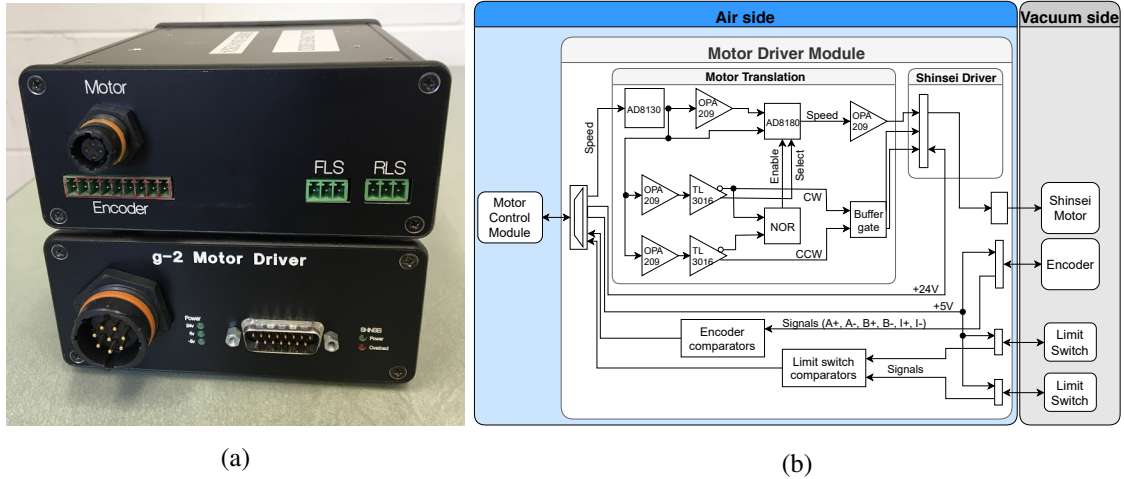 Motor
FLS
RLS
Encoder
g-2 Motor Driver
Power
24v
5v
-5v
SHINSEI
Power
Overload
(a)
Air side
Vacuum side
Motor Driver Module
Motor Translation
Shinsei Driver
AD8130
OPA
209
AD8180
Speed
OPA
209
Speed
Enable
Select
Motor
Control
Module
OPA
209
TL
3016
CW
NOR
Buffer
gate
OPA
209
TL
3016
CCW
Shinsei
Motor
+24V
+5V
Encoder
Signals (A+, A-, B+, B-, I+, I-)
Encoder
comparators
Limit
Switch
Limit switch
comparators
Signals
Limit
Switch
(b)